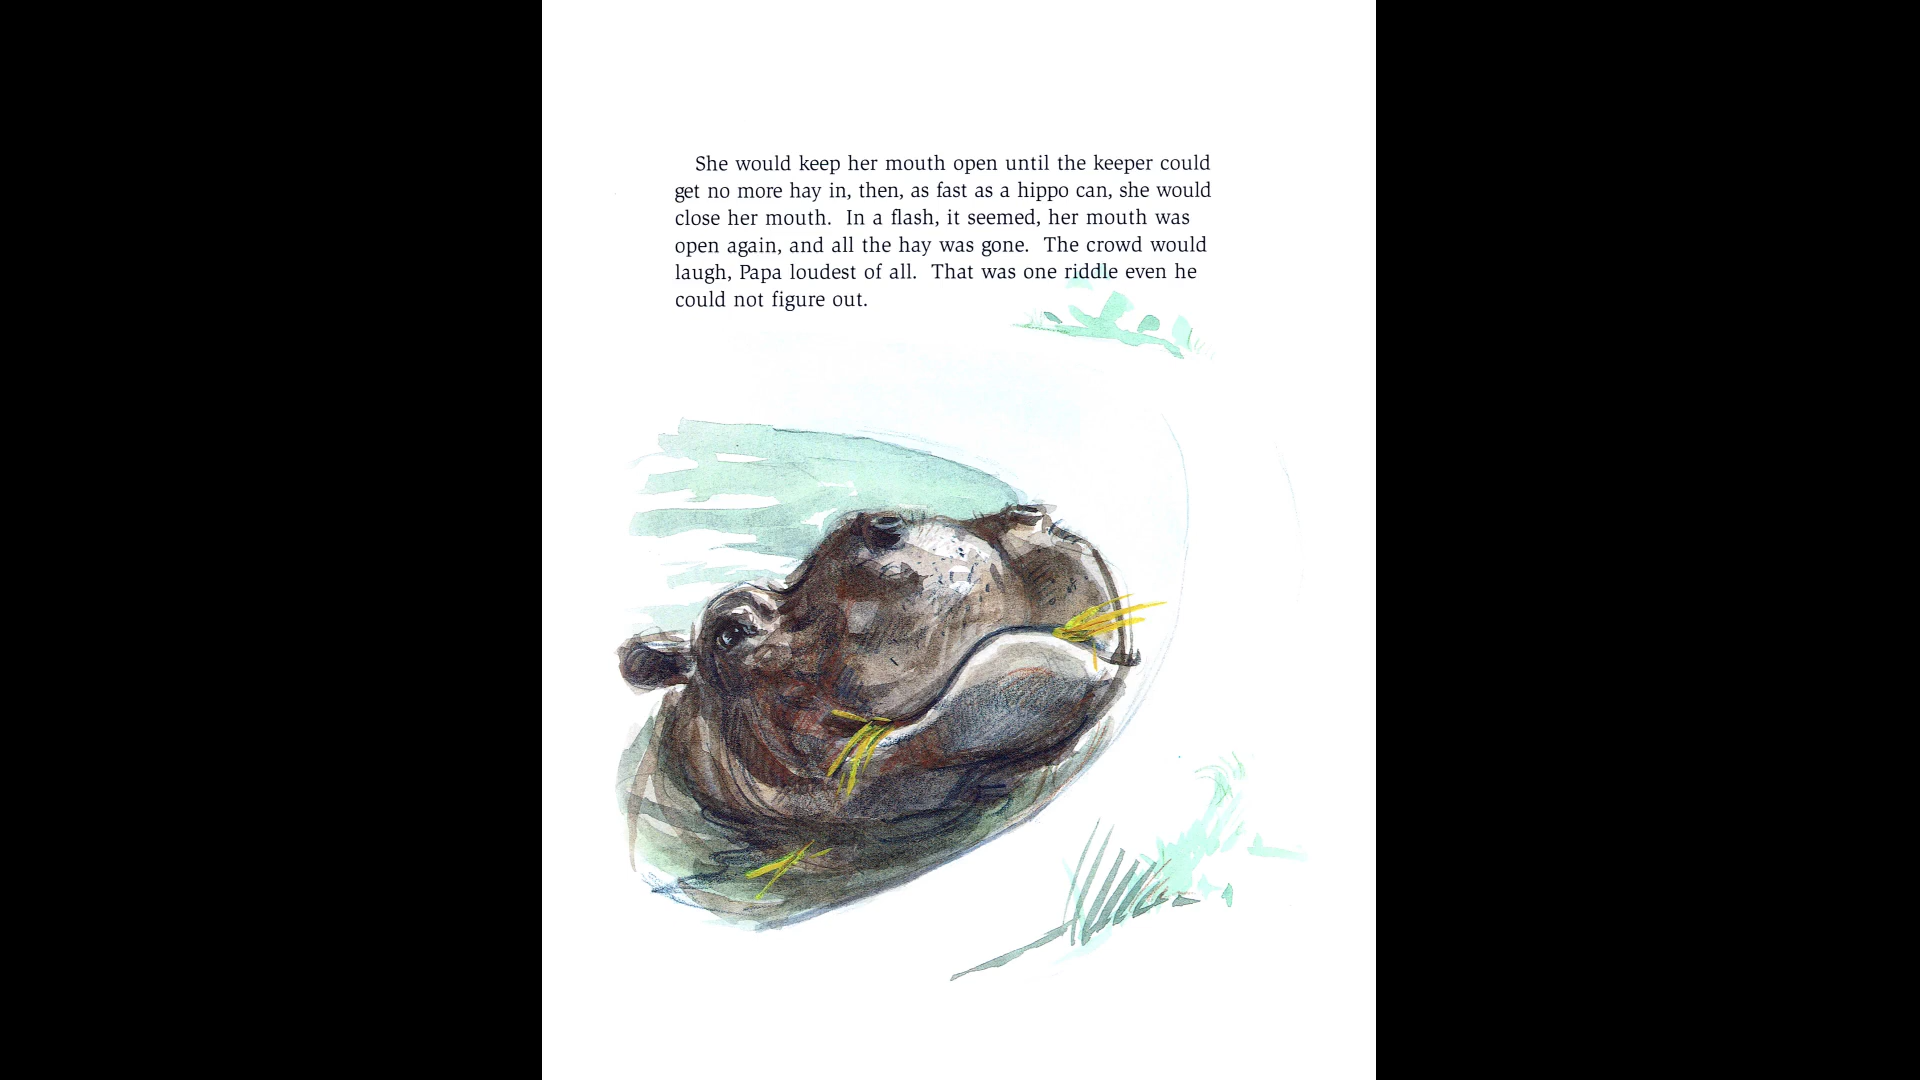 She would keep her mouth open until the keeper could
get no more hay in, then, as fast as a hippo can, she would
close her mouth.  In a flash, it seemed, her mouth was
open again, and all the hay was gone.  The crowd would
laugh, Papa loudest of all.  That was one riddle even he
could not figure out.